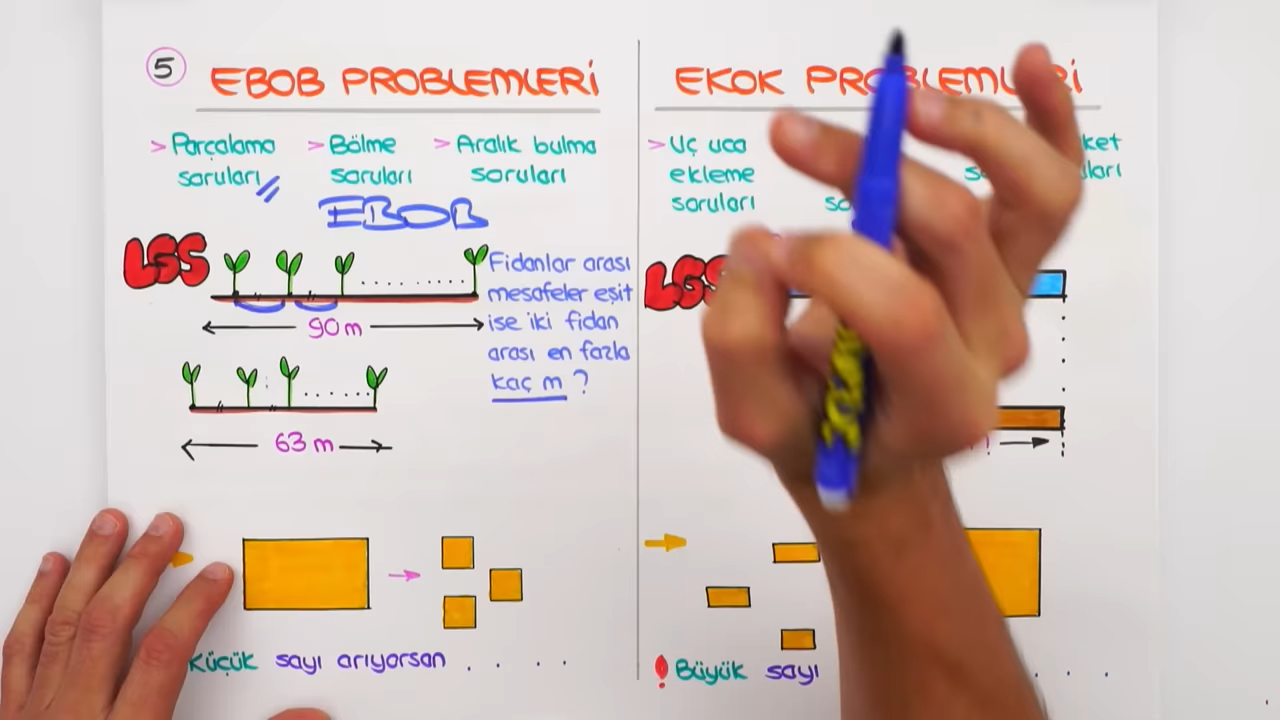 5
EBOB PROBLEMLERİ
> Parçalama soruları
> Bölme soruları
> Aralık bulma soruları
EBOB
LGS
90 m
63 m
Fidanlar arası
mesafeler eşit
ise iki fidan
arası en fazla
kaç m ?
Küçük sayı arıyorsan . . . .
EKOK
> Uç uca
ekleme
soruları
LGS
! Büyük sayı